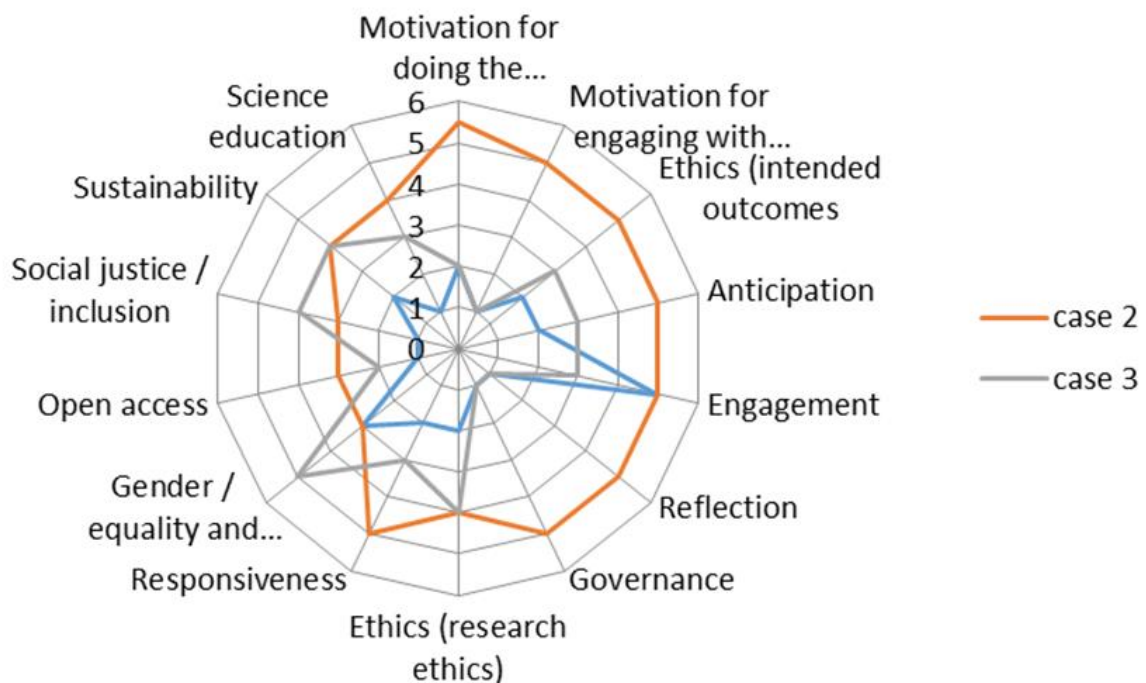 Motivation for
doing the...
Motivation for
engaging with...
Ethics (intended
outcomes
Anticipation
Engagement
Reflection
Governance
Ethics (research
ethics)
Responsiveness
Gender /
equality and...
Open access
Social justice /
inclusion
Sustainability
Science
education
6
5
4
3
2
1
0
case 2
case 3